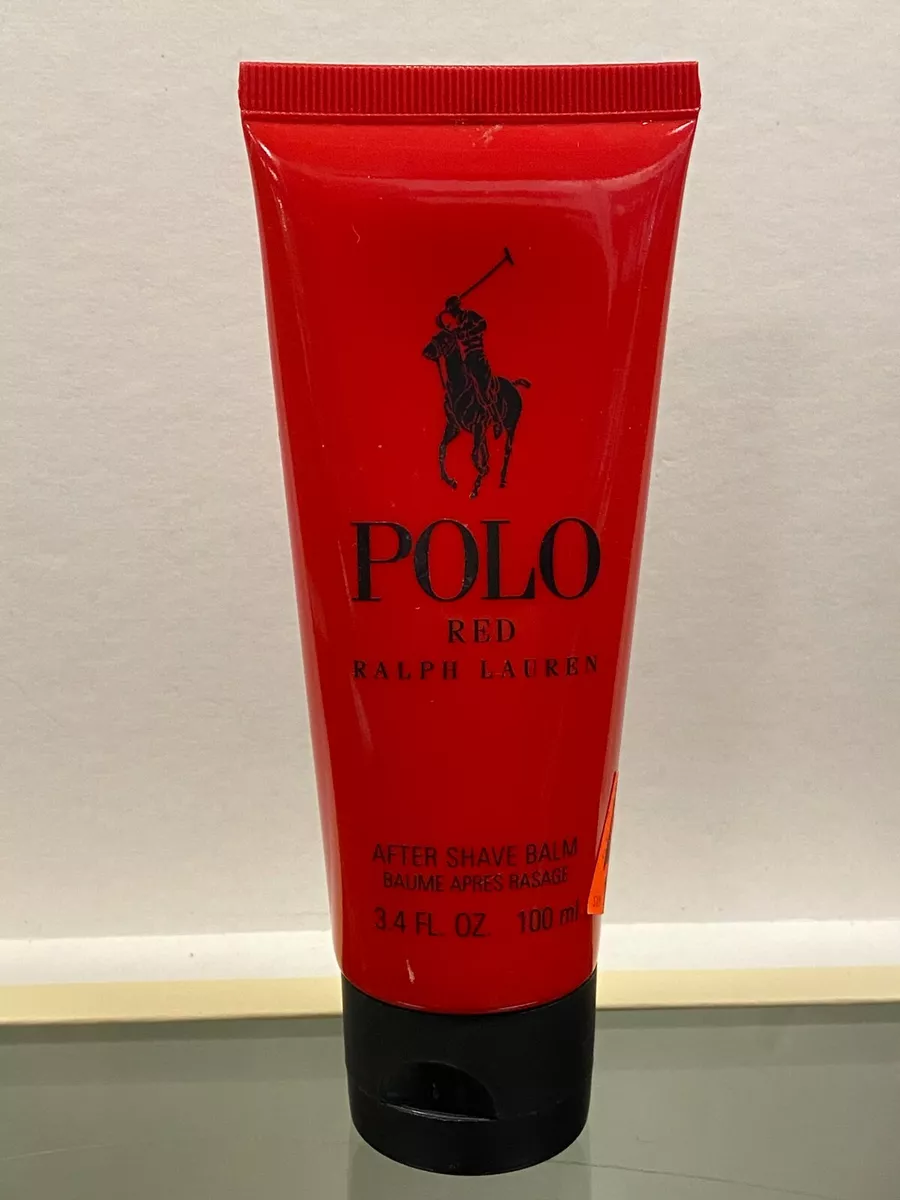 POLO
RED
RALPH LAUREN
AFTER SHAVE BALM
BAUME APRES RASAGE
3.4 FL. OZ. 100 ml